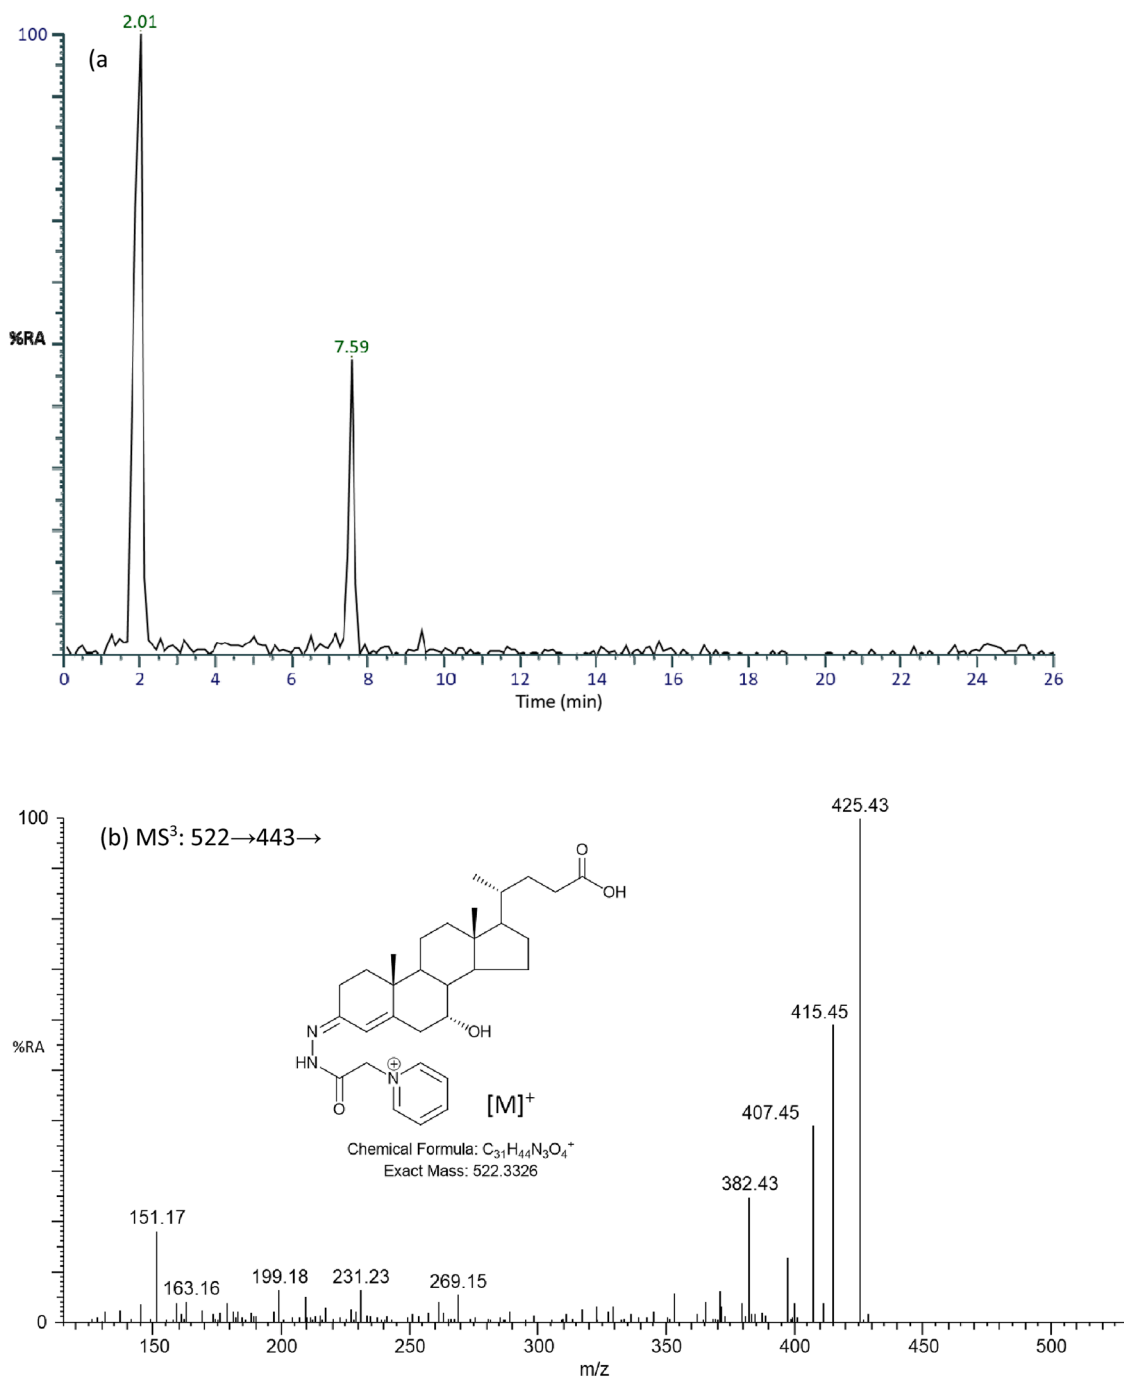 2.01
100
(a
%RA
7.59
0 2 4 6 8 10 12 14 16 18 20 22 24 26
Time (min)
100
425.43
(b) MS³: 522→443→
O
OH
415.45
N
OH
%RA
HN
⊕
N
O
[M]⁺
407.45
Chemical Formula: C₃₁H₄₄N₃O₄⁺
Exact Mass: 522.3326
382.43
151.17
163.16
199.18
231.23
269.15
0
150 200 250 300 350 400 450 500
m/z